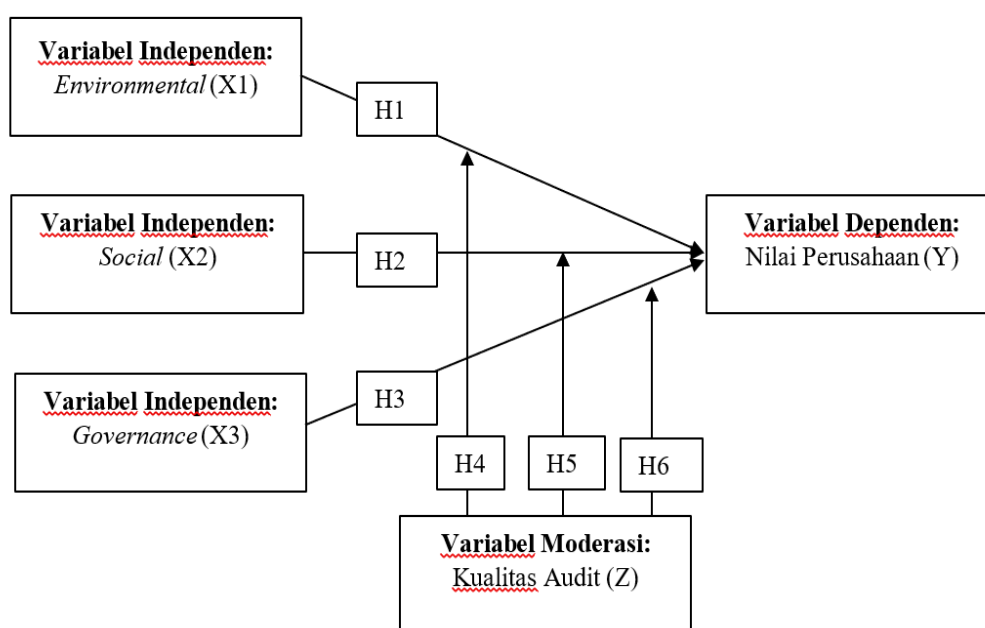 Variabel Independen:
Environmental (X1)
H1
Variabel Independen:
Social (X2)
H2
Variabel Dependen:
Nilai Perusahaan (Y)
Variabel Independen:
Governance (X3)
H3
H4
H5
H6
Variabel Moderasi:
Kualitas Audit (Z)